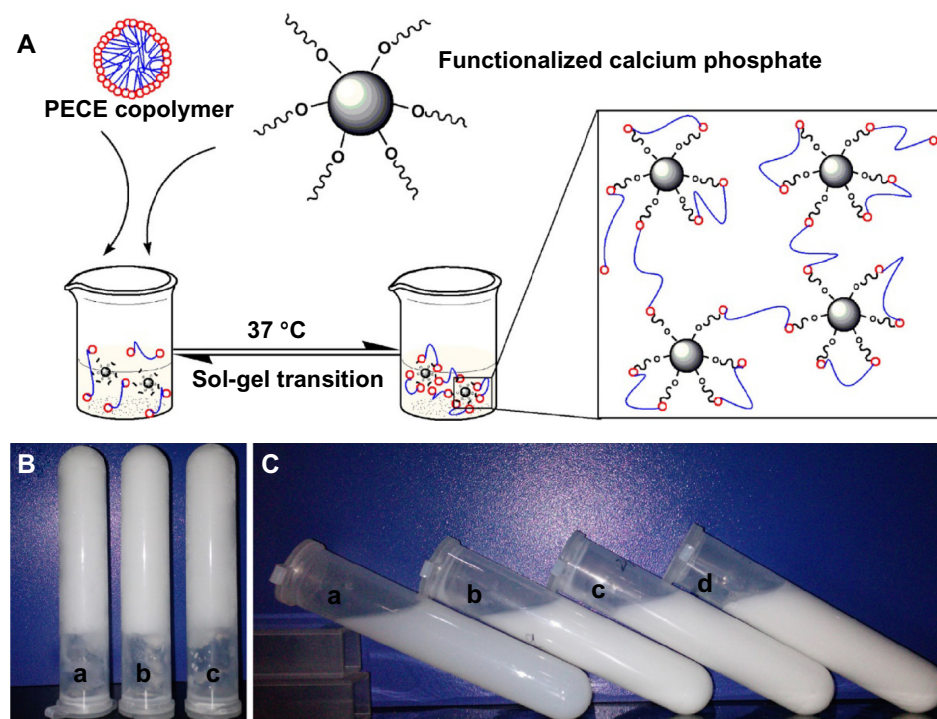 A
PECE copolymer
Functionalized calcium phosphate
O
O
O
O
O
O
37 °C
Sol-gel transition
B
a
b
c
C
a
b
c
d